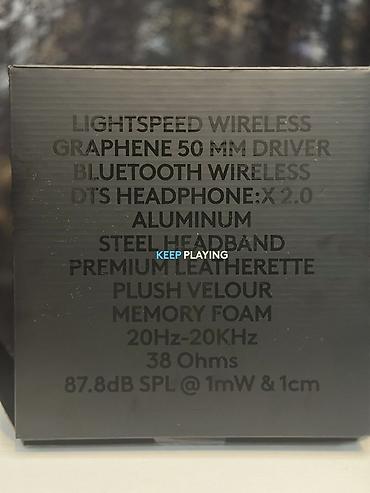 LIGHTSPEED WIRELESS
GRAPHENE 50 MM DRIVER
BLUETOOTH WIRELESS
DTS HEADPHONE:X 2.0
ALUMINUM
STEEL HEADBAND
KEEP PLAYING
PREMIUM LEATHERETTE
PLUSH VELOUR
MEMORY FOAM
20Hz-20KHz
38 Ohms
87.8dB SPL @ 1mW & 1cm